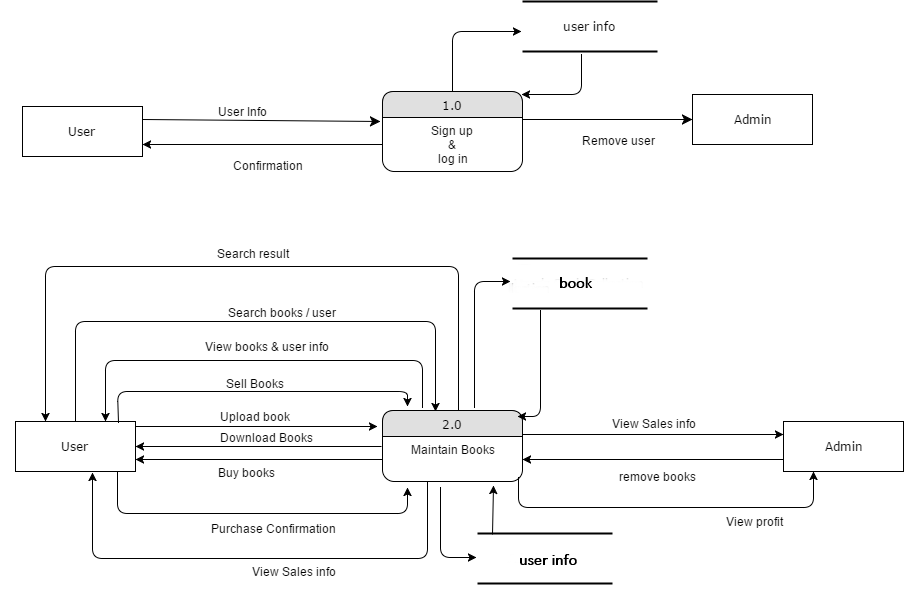 user info
1.0
User Info
User
Sign up
&
log in
Admin
Remove user
Confirmation
Search result
book
Search books / user
View books & user info
Sell Books
Upload book
2.0
View Sales info
Download Books
User
Maintain Books
Admin
Buy books
remove books
Purchase Confirmation
View profit
user info
View Sales info